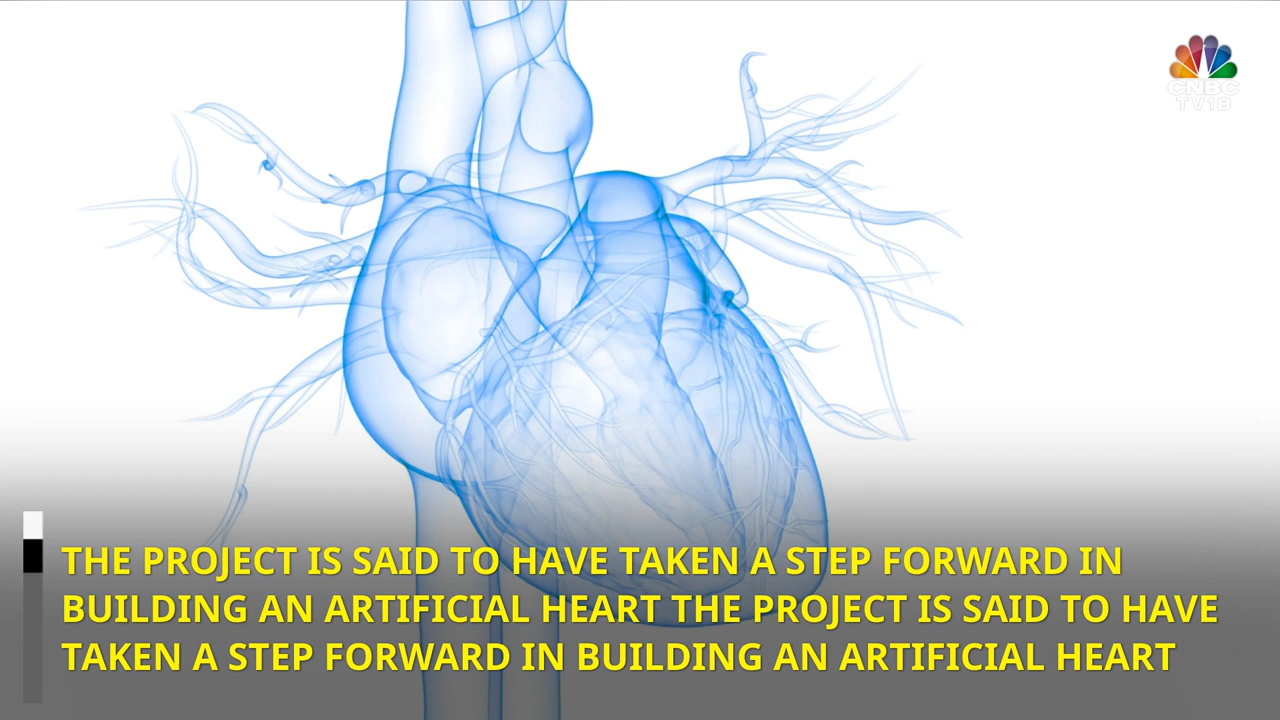 CNBC
TV18
THE PROJECT IS SAID TO HAVE TAKEN A STEP FORWARD IN
BUILDING AN ARTIFICIAL HEART THE PROJECT IS SAID TO HAVE
TAKEN A STEP FORWARD IN BUILDING AN ARTIFICIAL HEART